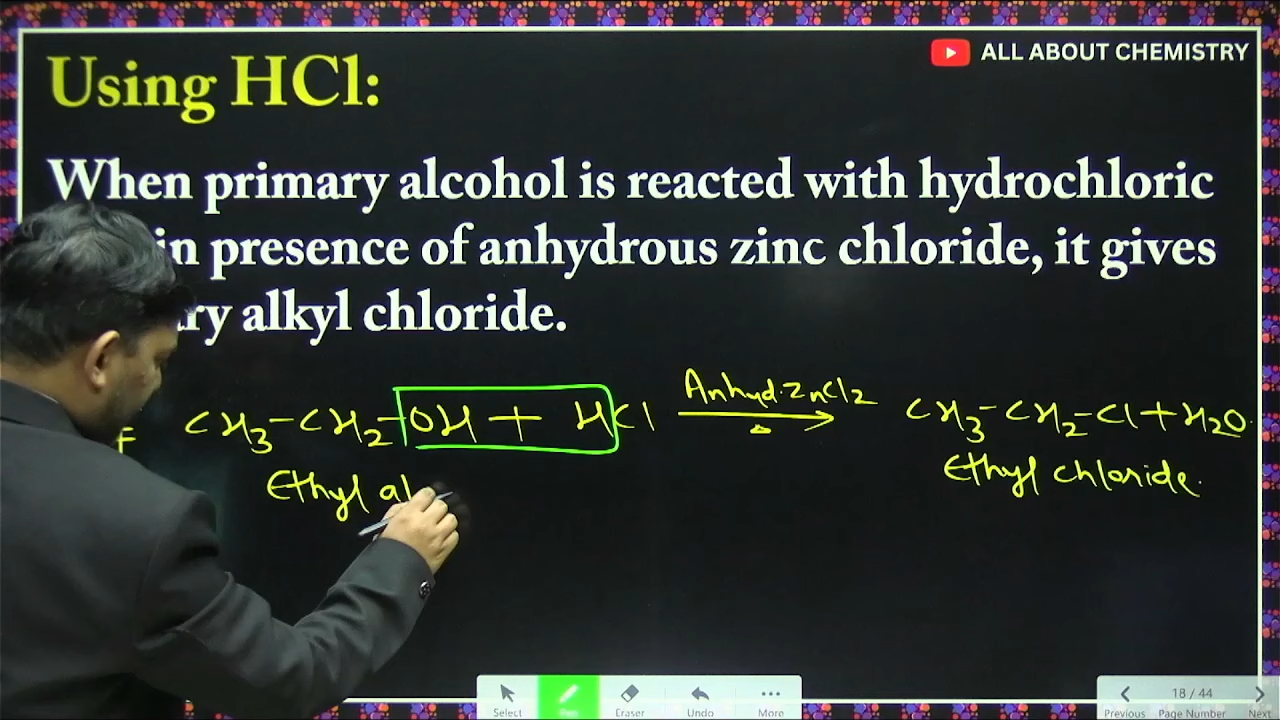 Using HCl:
ALL ABOUT CHEMISTRY
When primary alcohol is reacted with hydrochloric
in presence of anhydrous zinc chloride, it gives
alkyl chloride.
CH3-CH2-OH + HCl Anhyd. ZnCl2 △ CH3-CH2-Cl + H2O.
Ethyl al Ethyl chloride.
Select Pen Eraser Undo More
Previous 18 / 44 Page Number Next